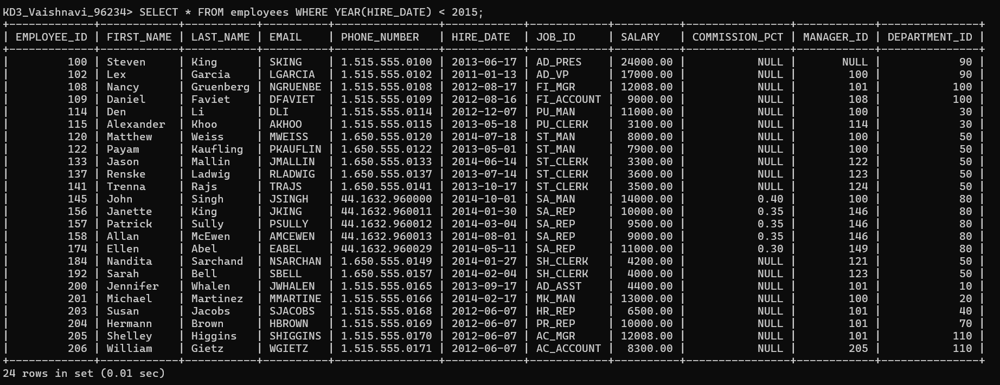 KD3_Vaishnavi_96234> SELECT * FROM employees WHERE YEAR(HIRE_DATE) < 2015;
+-------------+------------+-----------+----------+----------------+------------+------------+----------+----------------+------------+---------------+
| EMPLOYEE_ID | FIRST_NAME | LAST_NAME | EMAIL    | PHONE_NUMBER   | HIRE_DATE  | JOB_ID     | SALARY   | COMMISSION_PCT | MANAGER_ID | DEPARTMENT_ID |
+-------------+------------+-----------+----------+----------------+------------+------------+----------+----------------+------------+---------------+
|         100 | Steven     | King      | SKING    | 1.515.555.0100 | 2013-06-17 | AD_PRES    | 24000.00 |           NULL |       NULL |            90 |
|         102 | Lex        | Garcia    | LGARCIA  | 1.515.555.0102 | 2011-01-13 | AD_VP      | 17000.00 |           NULL |        100 |            90 |
|         108 | Nancy      | Gruenberg | NGRUENBE | 1.515.555.0108 | 2012-08-17 | FI_MGR     | 12008.00 |           NULL |        101 |           100 |
|         109 | Daniel     | Faviet    | DFAVIET  | 1.515.555.0109 | 2012-08-16 | FI_ACCOUNT |  9000.00 |           NULL |        108 |           100 |
|         114 | Den        | Li        | DLI      | 1.515.555.0114 | 2012-12-07 | PU_MAN     | 11000.00 |           NULL |        100 |            30 |
|         115 | Alexander  | Khoo      | AKHOO    | 1.515.555.0115 | 2013-05-18 | PU_CLERK   |  3100.00 |           NULL |        114 |            30 |
|         120 | Matthew    | Weiss     | MWEISS   | 1.650.555.0120 | 2014-07-18 | ST_MAN     |  8000.00 |           NULL |        100 |            50 |
|         122 | Payam      | Kaufling  | PKAUFLIN | 1.650.555.0122 | 2013-05-01 | ST_MAN     |  7900.00 |           NULL |        100 |            50 |
|         133 | Jason      | Mallin    | JMALLIN  | 1.650.555.0133 | 2014-06-14 | ST_CLERK   |  3300.00 |           NULL |        122 |            50 |
|         137 | Renske     | Ladwig    | RLADWIG  | 1.650.555.0137 | 2013-07-14 | ST_CLERK   |  3600.00 |           NULL |        123 |            50 |
|         141 | Trenna     | Rajs      | TRAJS    | 1.650.555.0141 | 2013-10-17 | ST_CLERK   |  3500.00 |           NULL |        124 |            50 |
|         145 | John       | Singh     | JSINGH   | 44.1632.960000 | 2014-10-01 | SA_MAN     | 14000.00 |           0.40 |        100 |            80 |
|         156 | Janette    | King      | JKING    | 44.1632.960011 | 2014-01-30 | SA_REP     | 10000.00 |           0.35 |        146 |            80 |
|         157 | Patrick    | Sully     | PSULLY   | 44.1632.960012 | 2014-03-04 | SA_REP     |  9500.00 |           0.35 |        146 |            80 |
|         158 | Allan      | McEwen    | AMCEWEN  | 44.1632.960013 | 2014-08-01 | SA_REP     |  9000.00 |           0.35 |        146 |            80 |
|         174 | Ellen      | Abel      | EABEL    | 44.1632.960029 | 2014-05-11 | SA_REP     | 11000.00 |           0.30 |        149 |            80 |
|         184 | Nandita    | Sarchand  | NSARCHAN | 1.650.555.0149 | 2014-01-27 | SH_CLERK   |  4200.00 |           NULL |        121 |            50 |
|         192 | Sarah      | Bell      | SBELL    | 1.650.555.0157 | 2014-02-04 | SH_CLERK   |  4000.00 |           NULL |        123 |            50 |
|         200 | Jennifer   | Whalen    | JWHALEN  | 1.515.555.0165 | 2013-09-17 | AD_ASST    |  4400.00 |           NULL |        101 |            10 |
|         201 | Michael    | Martinez  | MMARTINE | 1.515.555.0166 | 2014-02-17 | MK_MAN     | 13000.00 |           NULL |        100 |            20 |
|         203 | Susan      | Jacobs    | SJACOBS  | 1.515.555.0168 | 2012-06-07 | HR_REP     |  6500.00 |           NULL |        101 |            40 |
|         204 | Hermann    | Brown     | HBROWN   | 1.515.555.0169 | 2012-06-07 | PR_REP     | 10000.00 |           NULL |        101 |            70 |
|         205 | Shelley    | Higgins   | SHIGGINS | 1.515.555.0170 | 2012-06-07 | AC_MGR     | 12008.00 |           NULL |        101 |           110 |
|         206 | William    | Gietz     | WGIETZ   | 1.515.555.0171 | 2012-06-07 | AC_ACCOUNT |  8300.00 |           NULL |        205 |           110 |
+-------------+------------+-----------+----------+----------------+------------+------------+----------+----------------+------------+---------------+
24 rows in set (0.01 sec)